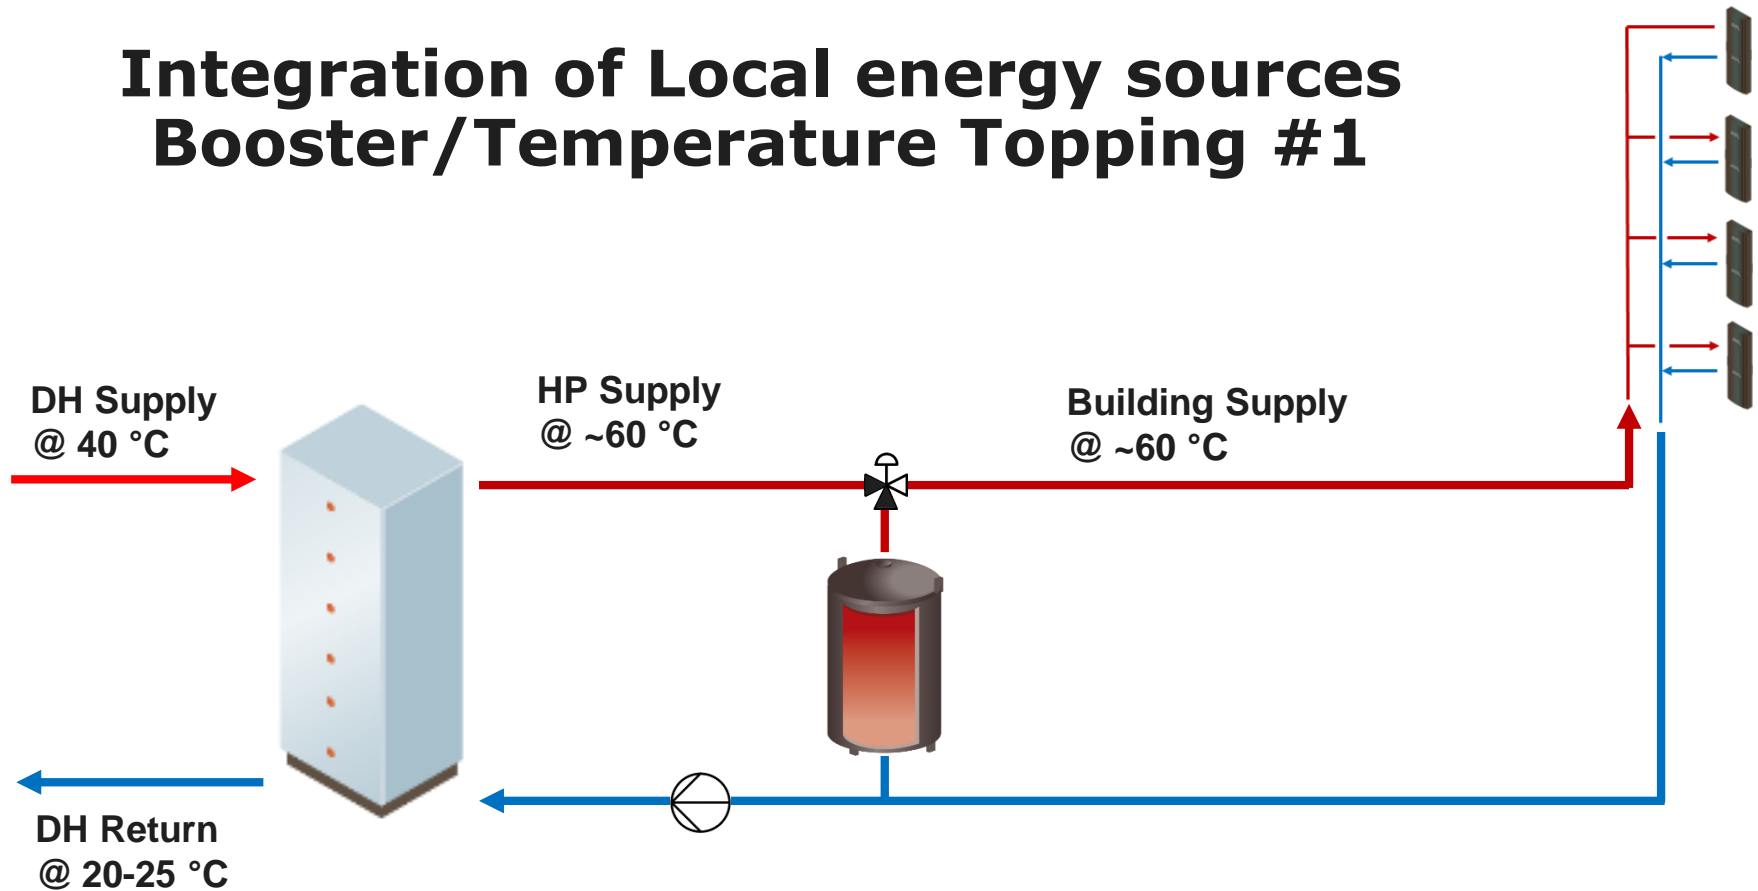 Integration of Local energy sources
Booster/Temperature Topping #1
DH Supply
@ 40 °C
HP Supply
@ ~60 °C
Building Supply
@ ~60 °C
DH Return
@ 20-25 °C